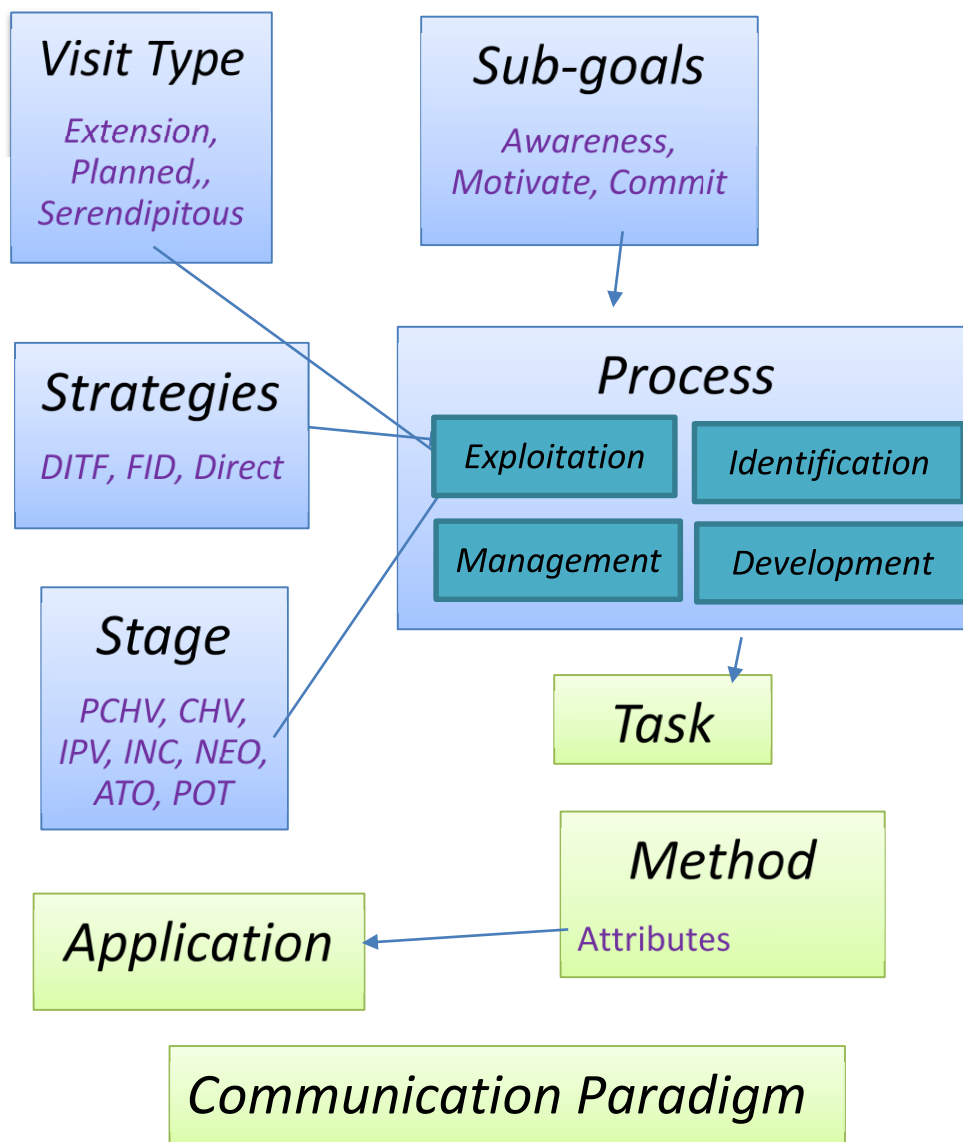 Visit Type
Extension,
Planned,,
Serendipitous
Sub-goals
Awareness,
Motivate, Commit
Strategies
DITF, FID, Direct
Process
Exploitation
Identification
Management
Development
Stage
PCHV, CHV,
IPV, INC, NEO,
ATO, POT
Task
Method
Attributes
Application
Communication Paradigm